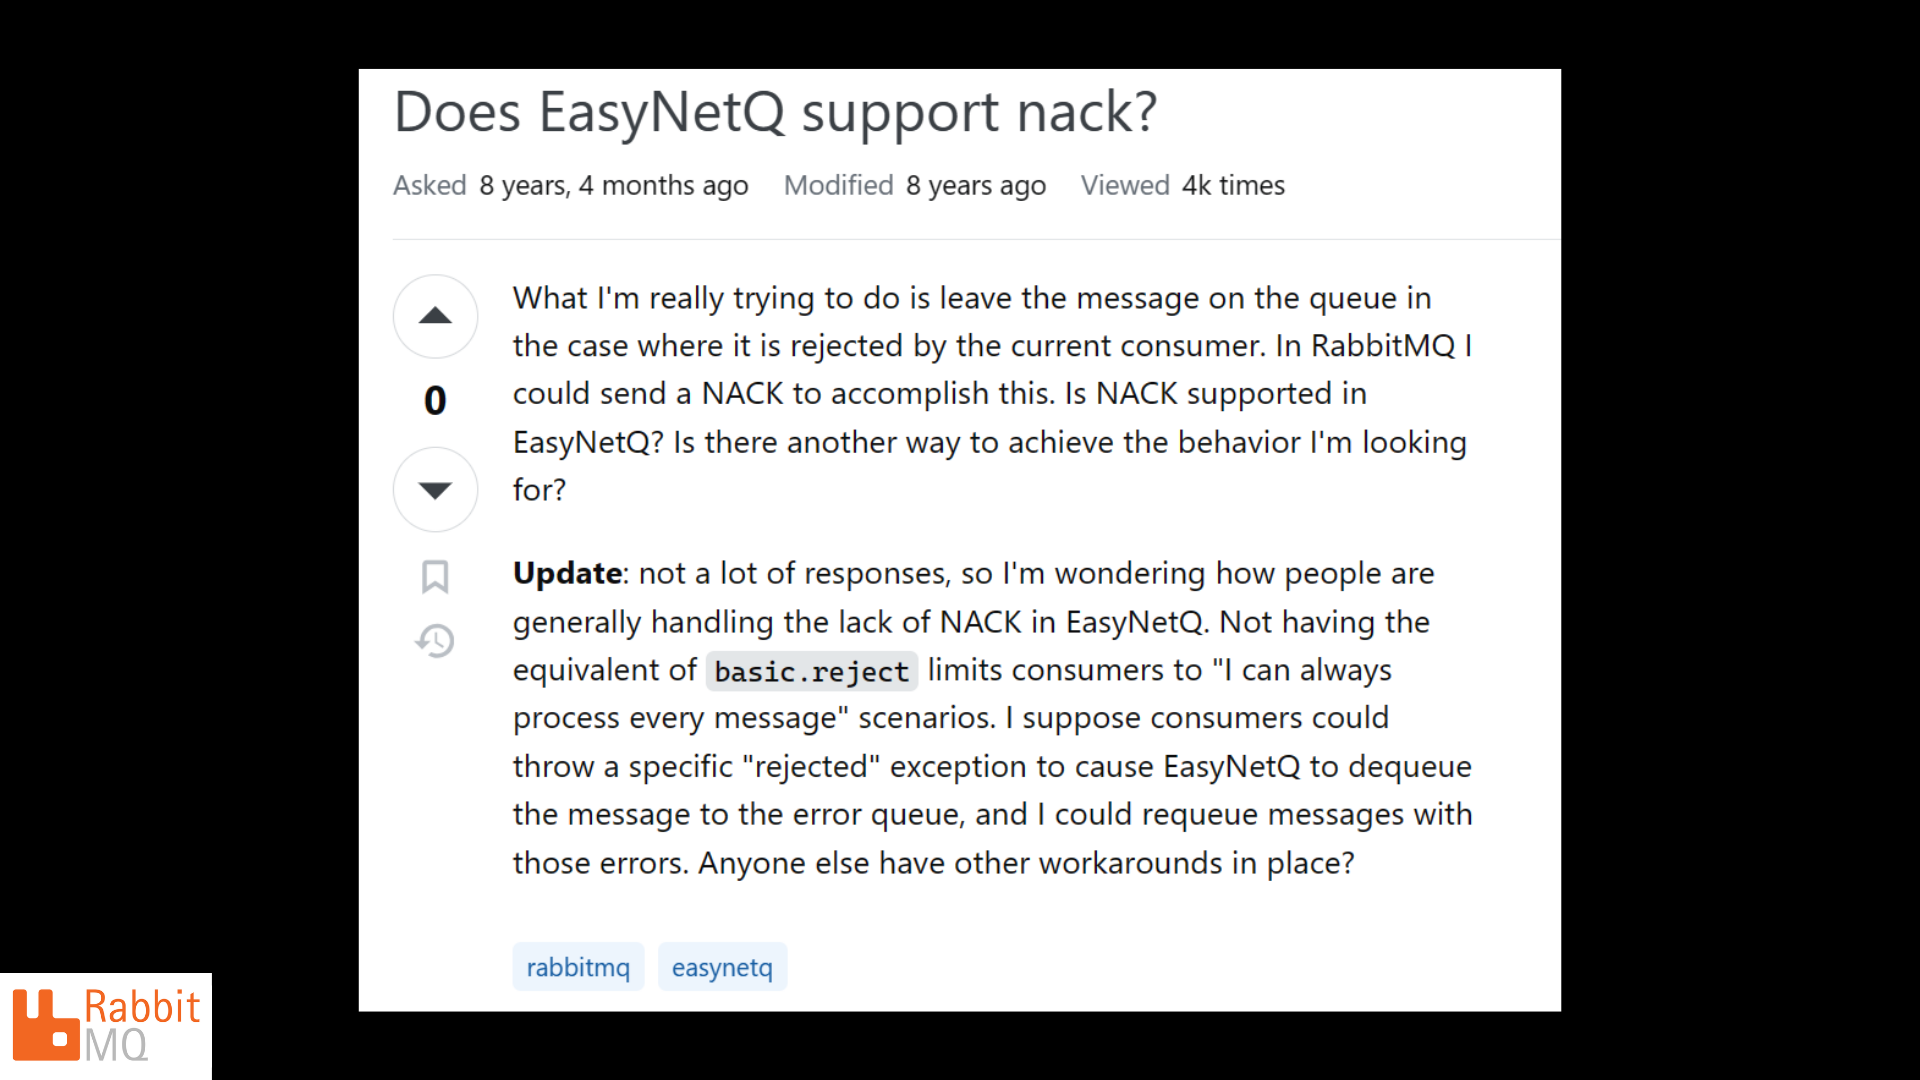 Does EasyNetQ support nack?
Asked 8 years, 4 months ago Modified 8 years ago Viewed 4k times
What I'm really trying to do is leave the message on the queue in
the case where it is rejected by the current consumer. In RabbitMQ I
could send a NACK to accomplish this. Is NACK supported in
EasyNetQ? Is there another way to achieve the behavior I'm looking
for?
0
Update: not a lot of responses, so I'm wondering how people are
generally handling the lack of NACK in EasyNetQ. Not having the
equivalent of basic.reject limits consumers to "I can always
process every message" scenarios. I suppose consumers could
throw a specific "rejected" exception to cause EasyNetQ to dequeue
the message to the error queue, and I could requeue messages with
those errors. Anyone else have other workarounds in place?
rabbitmq easynetq
Rabbit
MQ